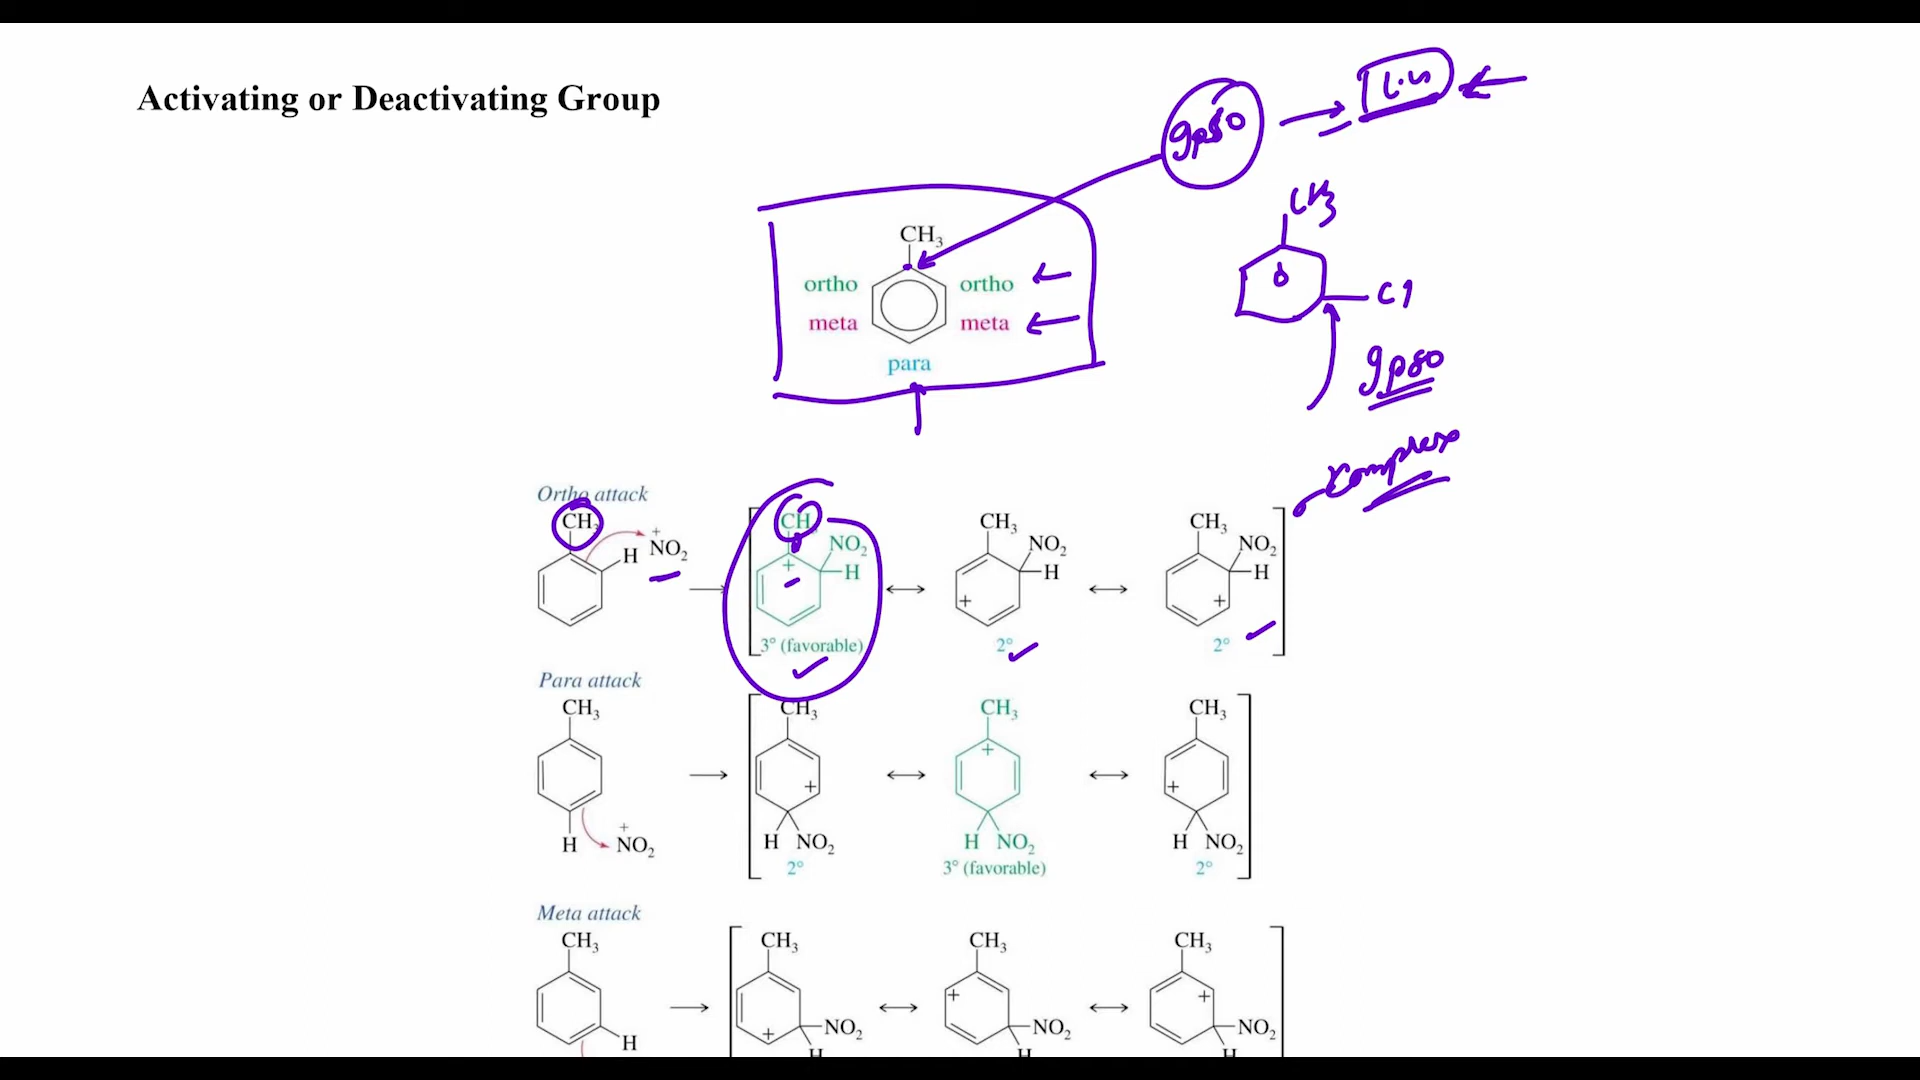 Activating or Deactivating Group
CH₃
ortho ortho
meta meta
para
CH₃
Cl
complex
Ortho attack
CH₃ H +NO₂
CH₃ NO₂ H +
3° (favorable)
CH₃ NO₂ H +
2°
CH₃ NO₂ H +
2°
Para attack
CH₃ H +NO₂
CH₃ + H NO₂
2°
CH₃ + H NO₂
3° (favorable)
CH₃ + H NO₂
2°
Meta attack
CH₃ H
CH₃ + NO₂ H
CH₃ + NO₂ H
CH₃ + NO₂ H